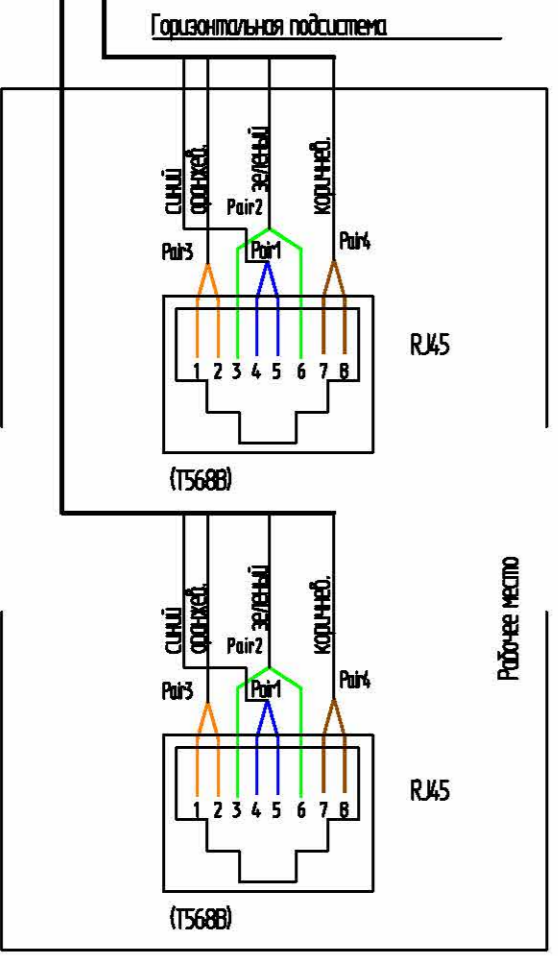 Горизонтальная подсистема
синий
оранжев.
зеленый
коричнев.
Pair2
Pair3
Pair1
Pair4
1 2 3 4 5 6 7 8
RJ45
(T568B)
синий
оранжев.
зеленый
коричнев.
Рабочее место
Pair2
Pair3
Pair1
Pair4
1 2 3 4 5 6 7 8
RJ45
(T568B)